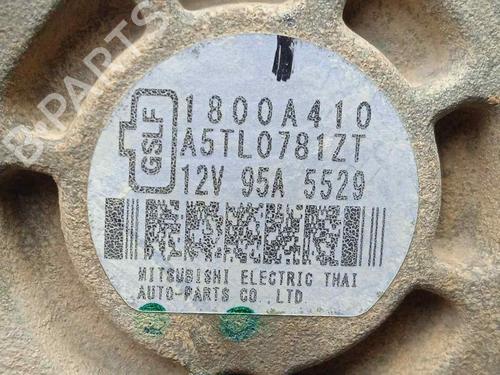 B-PARTS
GSLF
1800A410
A5TL0781ZT
12V 95A 5529
MITSUBISHI ELECTRIC THAI
AUTO-PARTS CO.,LTD.